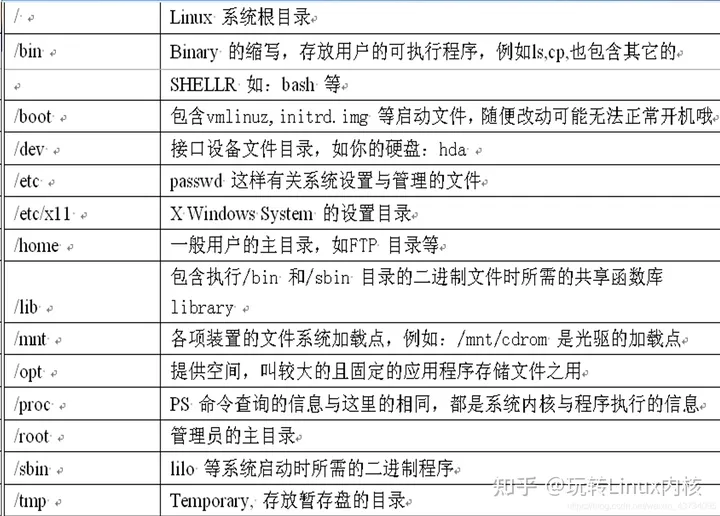 / Linux 系统根目录
/bin Binary 的缩写，存放用户的可执行程序，例如ls,cp,也包含其它的
SHELLR 如：bash 等
/boot 包含vmlinuz,initrd.img 等启动文件，随便改动可能无法正常开机哦
/dev 接口设备文件目录，如你的硬盘：hda
/etc passwd 这样有关系统设置与管理的文件
/etc/x11 X Windows System 的设置目录
/home 一般用户的主目录，如FTP 目录等
包含执行/bin 和/sbin 目录的二进制文件时所需的共享函数库
/lib library
/mnt 各项装置的文件系统加载点，例如：/mnt/cdrom 是光驱的加载点
/opt 提供空间，叫较大的且固定的应用程序存储文件之用
/proc PS 命令查询的信息与这里的相同，都是系统内核与程序执行的信息
/root 管理员的主目录
/sbin lilo 等系统启动时所需的二进制程序
/tmp Temporary, 存放暂存盘的目录
知乎 @玩转Linux内核